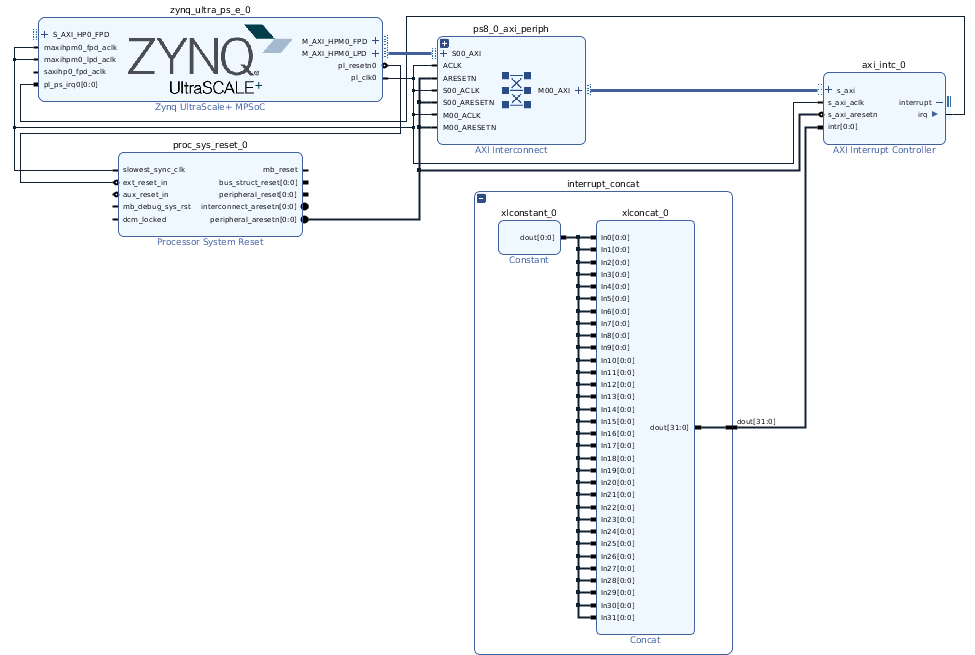 zynq_ultra_ps_e_0
S_AXI_HP0_FPD
maxihpm0_fpd_aclk
maxihpm0_lpd_aclk
saxihp0_fpd_aclk
pl_ps_irq0[0:0]
ZYNQ
UltraSCALE+
M_AXI_HPM0_FPD
M_AXI_HPM0_LPD
pl_resetn0
pl_clk0
Zynq UltraScale+ MPSoC
ps8_0_axi_periph
S00_AXI
ACLK
ARESETN
S00_ACLK
S00_ARESETN
M00_ACLK
M00_ARESETN
M00_AXI
AXI Interconnect
axi_intc_0
s_axi
s_axi_aclk
s_axi_aresetn
intr[0:0]
interrupt
irq
AXI Interrupt Controller
proc_sys_reset_0
slowest_sync_clk
ext_reset_in
aux_reset_in
mb_debug_sys_rst
dcm_locked
mb_reset
bus_struct_reset[0:0]
peripheral_reset[0:0]
interconnect_aresetn[0:0]
peripheral_aresetn[0:0]
Processor System Reset
interrupt_concat
xlconstant_0
dout[0:0]
Constant
xlconcat_0
In0[0:0]
In1[0:0]
In2[0:0]
In3[0:0]
In4[0:0]
In5[0:0]
In6[0:0]
In7[0:0]
In8[0:0]
In9[0:0]
In10[0:0]
In11[0:0]
In12[0:0]
In13[0:0]
In14[0:0]
In15[0:0]
In16[0:0]
In17[0:0]
In18[0:0]
In19[0:0]
In20[0:0]
In21[0:0]
In22[0:0]
In23[0:0]
In24[0:0]
In25[0:0]
In26[0:0]
In27[0:0]
In28[0:0]
In29[0:0]
In30[0:0]
In31[0:0]
dout[31:0]
dout[31:0]
Concat